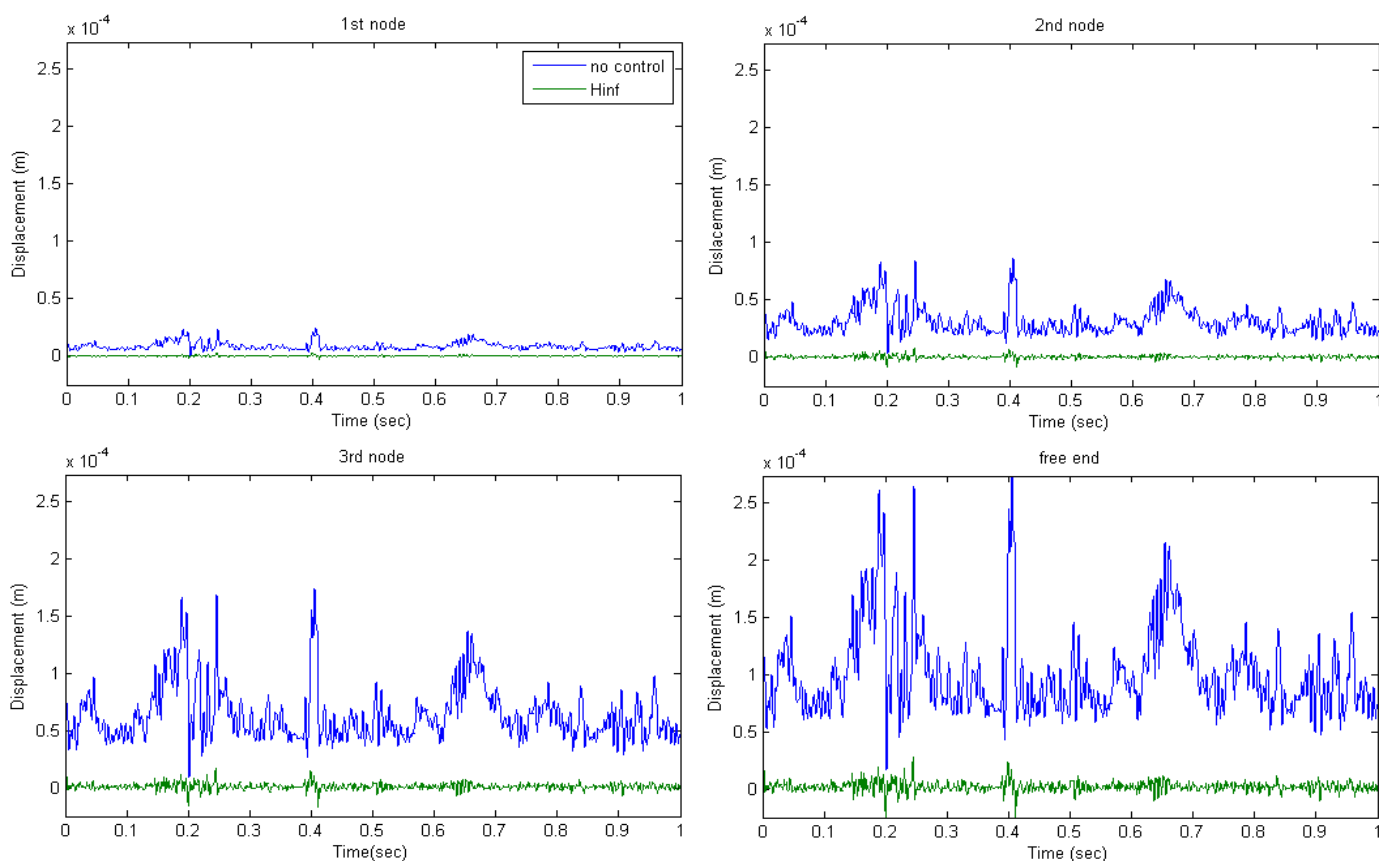 x 10^-4
1st node
2.5
2
1.5
1
0.5
0
Displacement (m)
no control
Hinf
0 0.1 0.2 0.3 0.4 0.5 0.6 0.7 0.8 0.9 1
Time (sec)
x 10^-4
2nd node
2.5
2
1.5
1
0.5
0
Dislacement (m)
0 0.1 0.2 0.3 0.4 0.5 0.6 0.7 0.8 0.9 1
Time (sec)
x 10^-4
3rd node
2.5
2
1.5
1
0.5
0
Displacement (m)
0 0.1 0.2 0.3 0.4 0.5 0.6 0.7 0.8 0.9 1
Time(sec)
x 10^-4
free end
2.5
2
1.5
1
0.5
0
Displacement (m)
0 0.1 0.2 0.3 0.4 0.5 0.6 0.7 0.8 0.9 1
Time (sec)